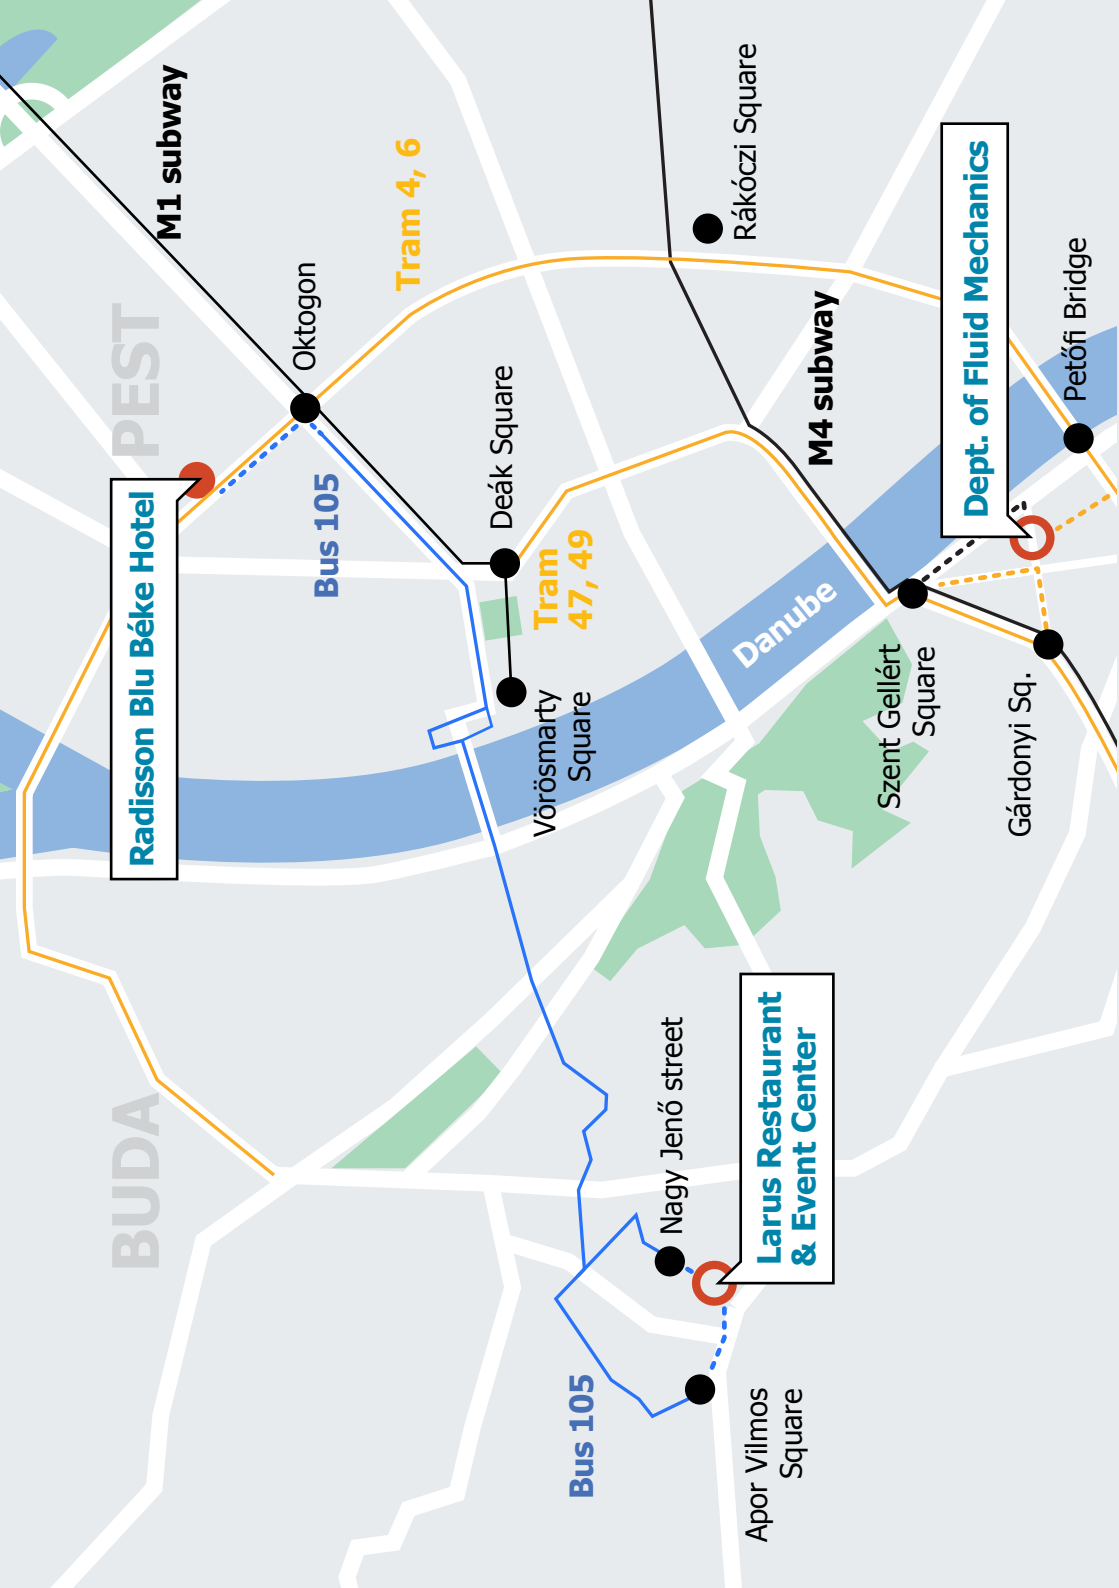 BUDA
PEST
Radisson Blu Béke Hotel
M1 subway
Oktogon
Bus 105
Tram 4, 6
Deák Square
Tram
47, 49
Vörösmarty
Square
Rákóczi Square
M4 subway
Danube
Dept. of Fluid Mechanics
Petőfi Bridge
Szent Gellért
Square
Gárdonyi Sq.
Nagy Jenő street
Larus Restaurant
& Event Center
Bus 105
Apor Vilmos
Square